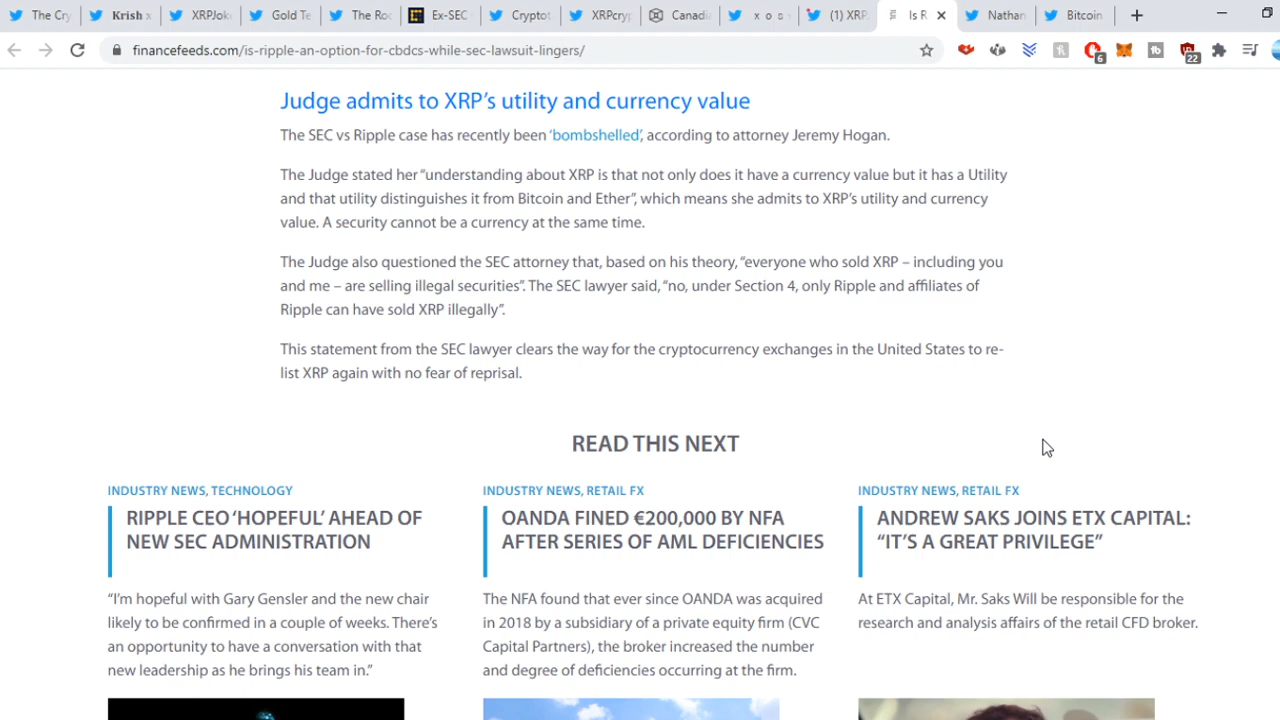 The Cry
Krish x
XRPJok
Gold Te
The Ro
Ex-SEC
Cryptot
XRPcry
Canadi
x o s
(1) XRP
Is R
Nathan
Bitcoin
financefeeds.com/is-ripple-an-option-for-cbdcs-while-sec-lawsuit-lingers/
6
22
Judge admits to XRP’s utility and currency value
The SEC vs Ripple case has recently been ‘bombshelled’, according to attorney Jeremy Hogan.
The Judge stated her “understanding about XRP is that not only does it have a currency value but it has a Utility
and that utility distinguishes it from Bitcoin and Ether”, which means she admits to XRP’s utility and currency
value. A security cannot be a currency at the same time.
The Judge also questioned the SEC attorney that, based on his theory, “everyone who sold XRP – including you
and me – are selling illegal securities”. The SEC lawyer said, “no, under Section 4, only Ripple and affiliates of
Ripple can have sold XRP illegally”.
This statement from the SEC lawyer clears the way for the cryptocurrency exchanges in the United States to re-
list XRP again with no fear of reprisal.
READ THIS NEXT
INDUSTRY NEWS, TECHNOLOGY
RIPPLE CEO ‘HOPEFUL’ AHEAD OF
NEW SEC ADMINISTRATION
“I’m hopeful with Gary Gensler and the new chair
likely to be confirmed in a couple of weeks. There’s
an opportunity to have a conversation with that
new leadership as he brings his team in.”
INDUSTRY NEWS, RETAIL FX
OANDA FINED €200,000 BY NFA
AFTER SERIES OF AML DEFICIENCIES
The NFA found that ever since OANDA was acquired
in 2018 by a subsidiary of a private equity firm (CVC
Capital Partners), the broker increased the number
and degree of deficiencies occurring at the firm.
INDUSTRY NEWS, RETAIL FX
ANDREW SAKS JOINS ETX CAPITAL:
“IT’S A GREAT PRIVILEGE”
At ETX Capital, Mr. Saks Will be responsible for the
research and analysis affairs of the retail CFD broker.